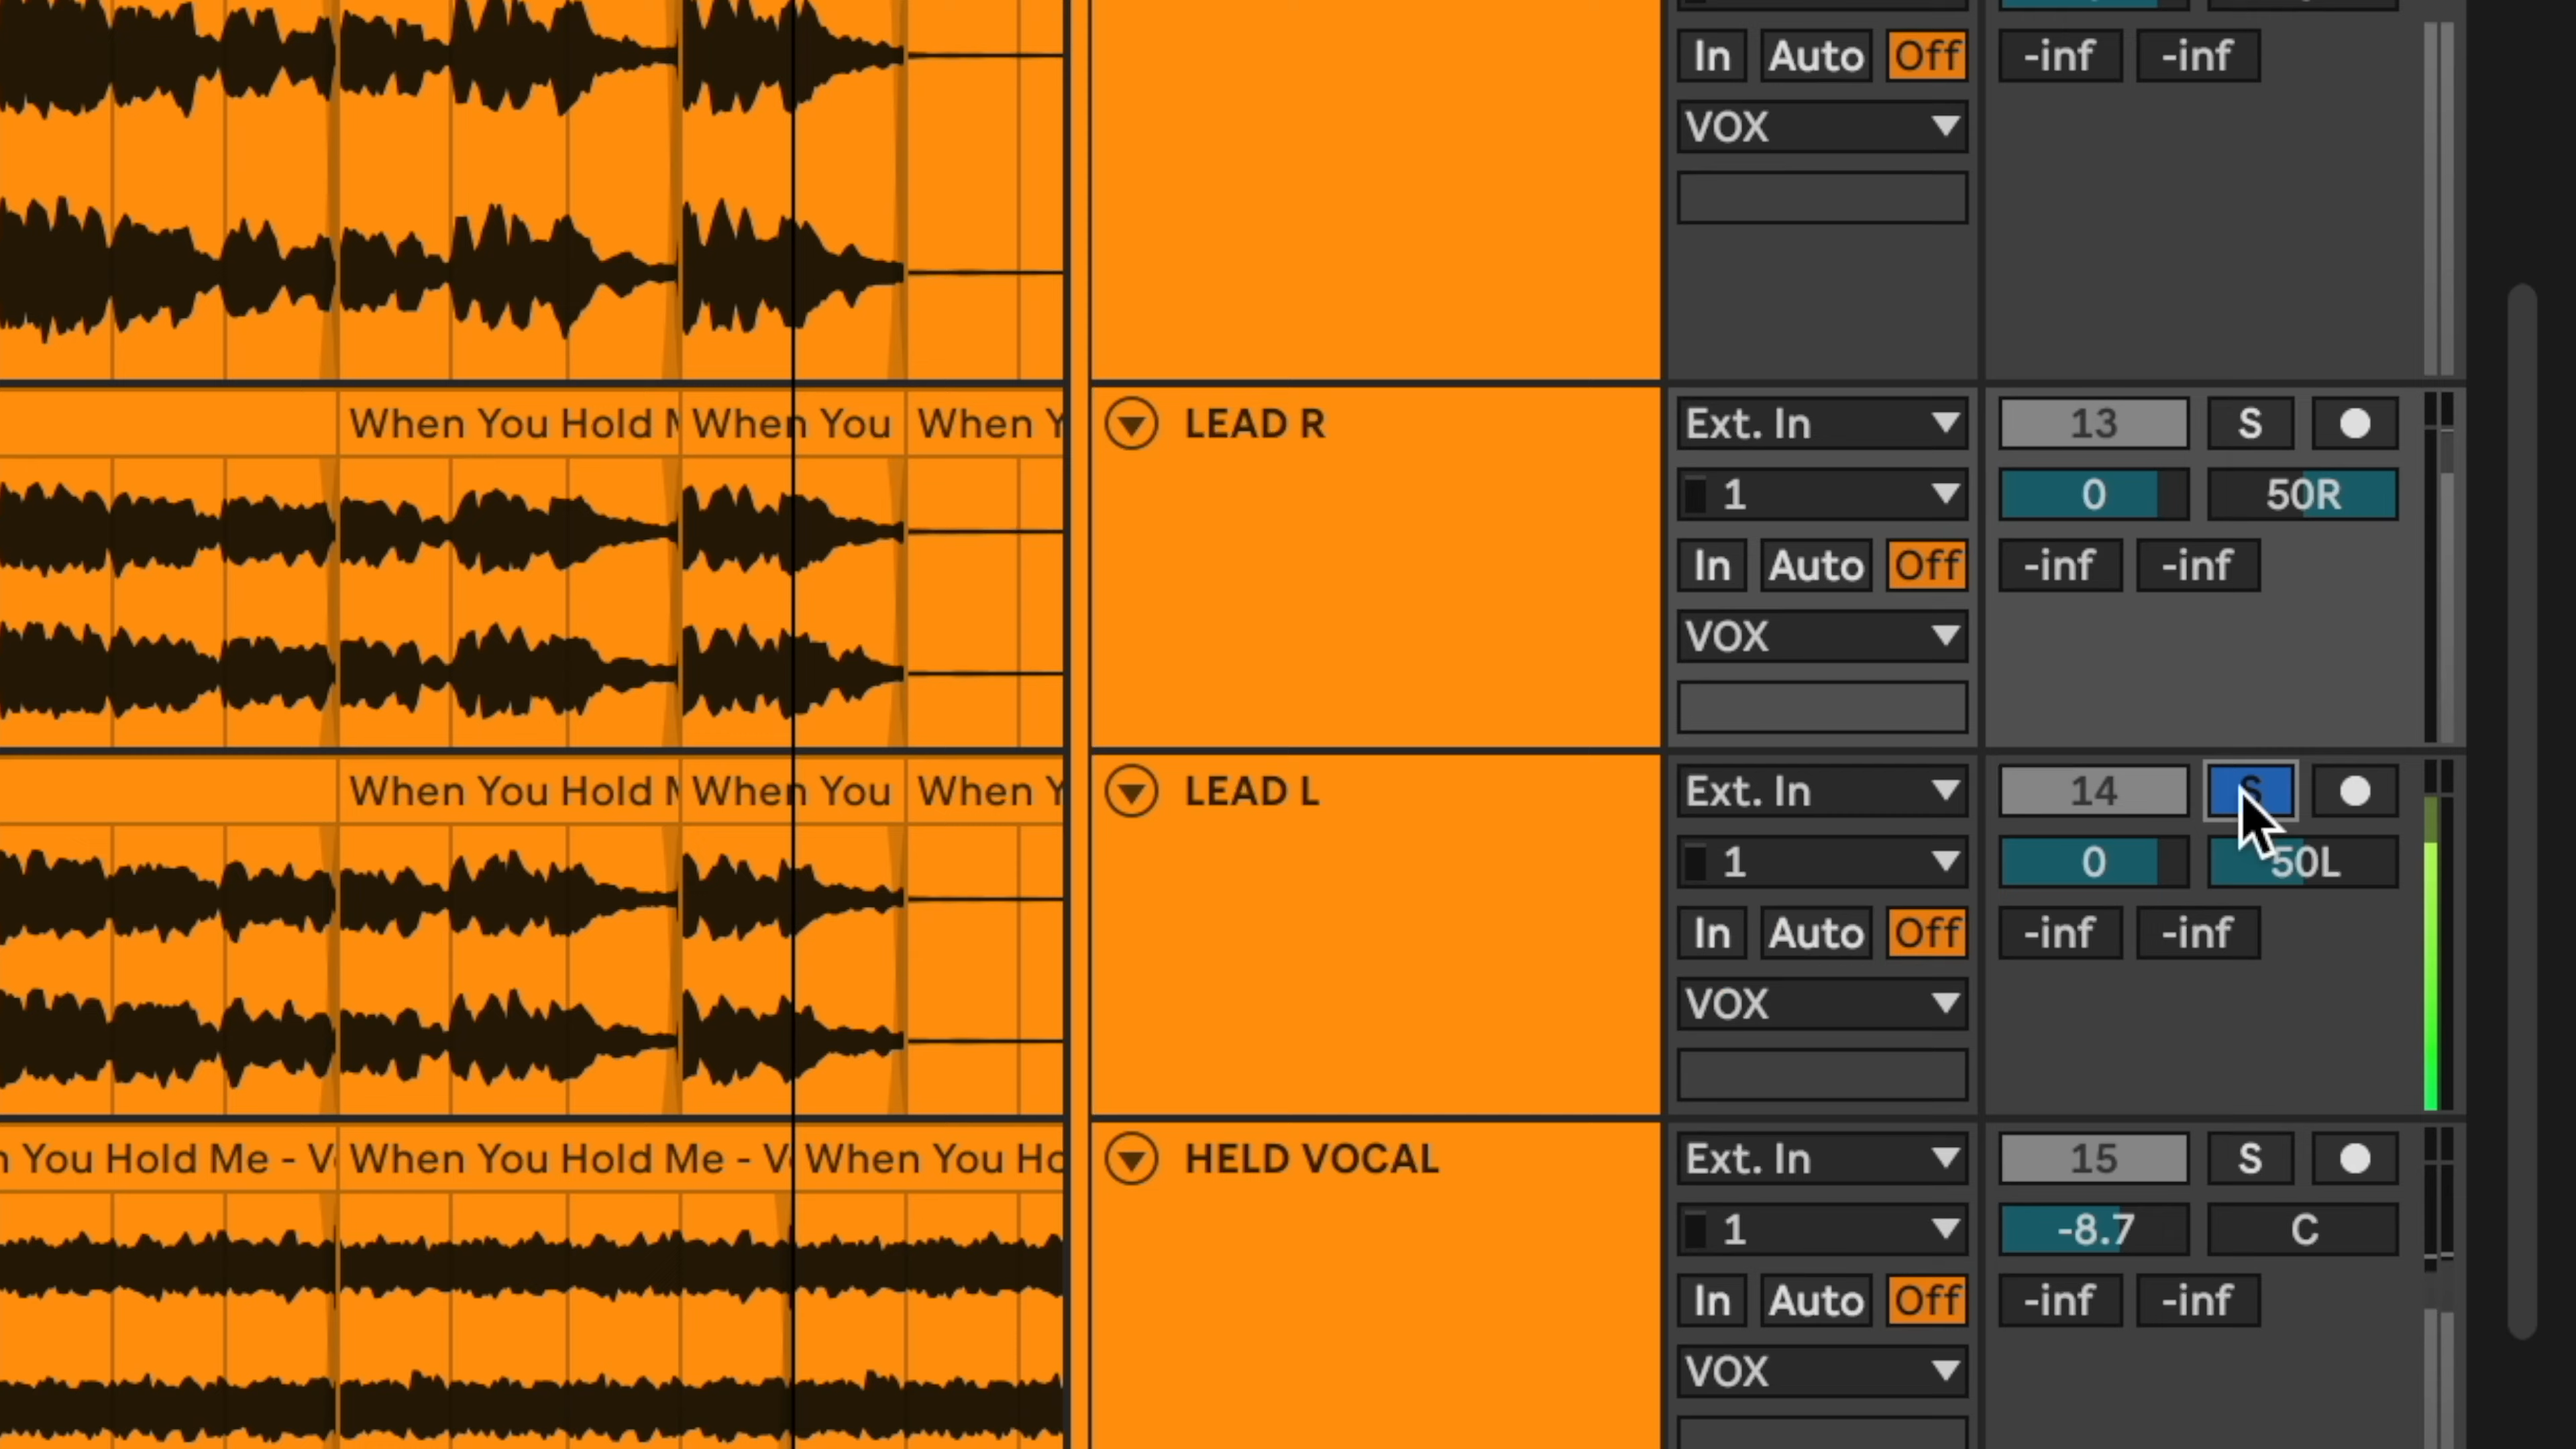 In Auto Off -inf -inf
VOX
When You Hold M When You When Y LEAD R Ext. In 13 S
1 0 50R
In Auto Off -inf -inf
VOX
When You Hold M When You When Y LEAD L Ext. In 14 S
1 0 50L
In Auto Off -inf -inf
VOX
n You Hold Me - V When You Hold Me - V When You Ho HELD VOCAL Ext. In 15 S
1 -8.7 C
In Auto Off -inf -inf
VOX